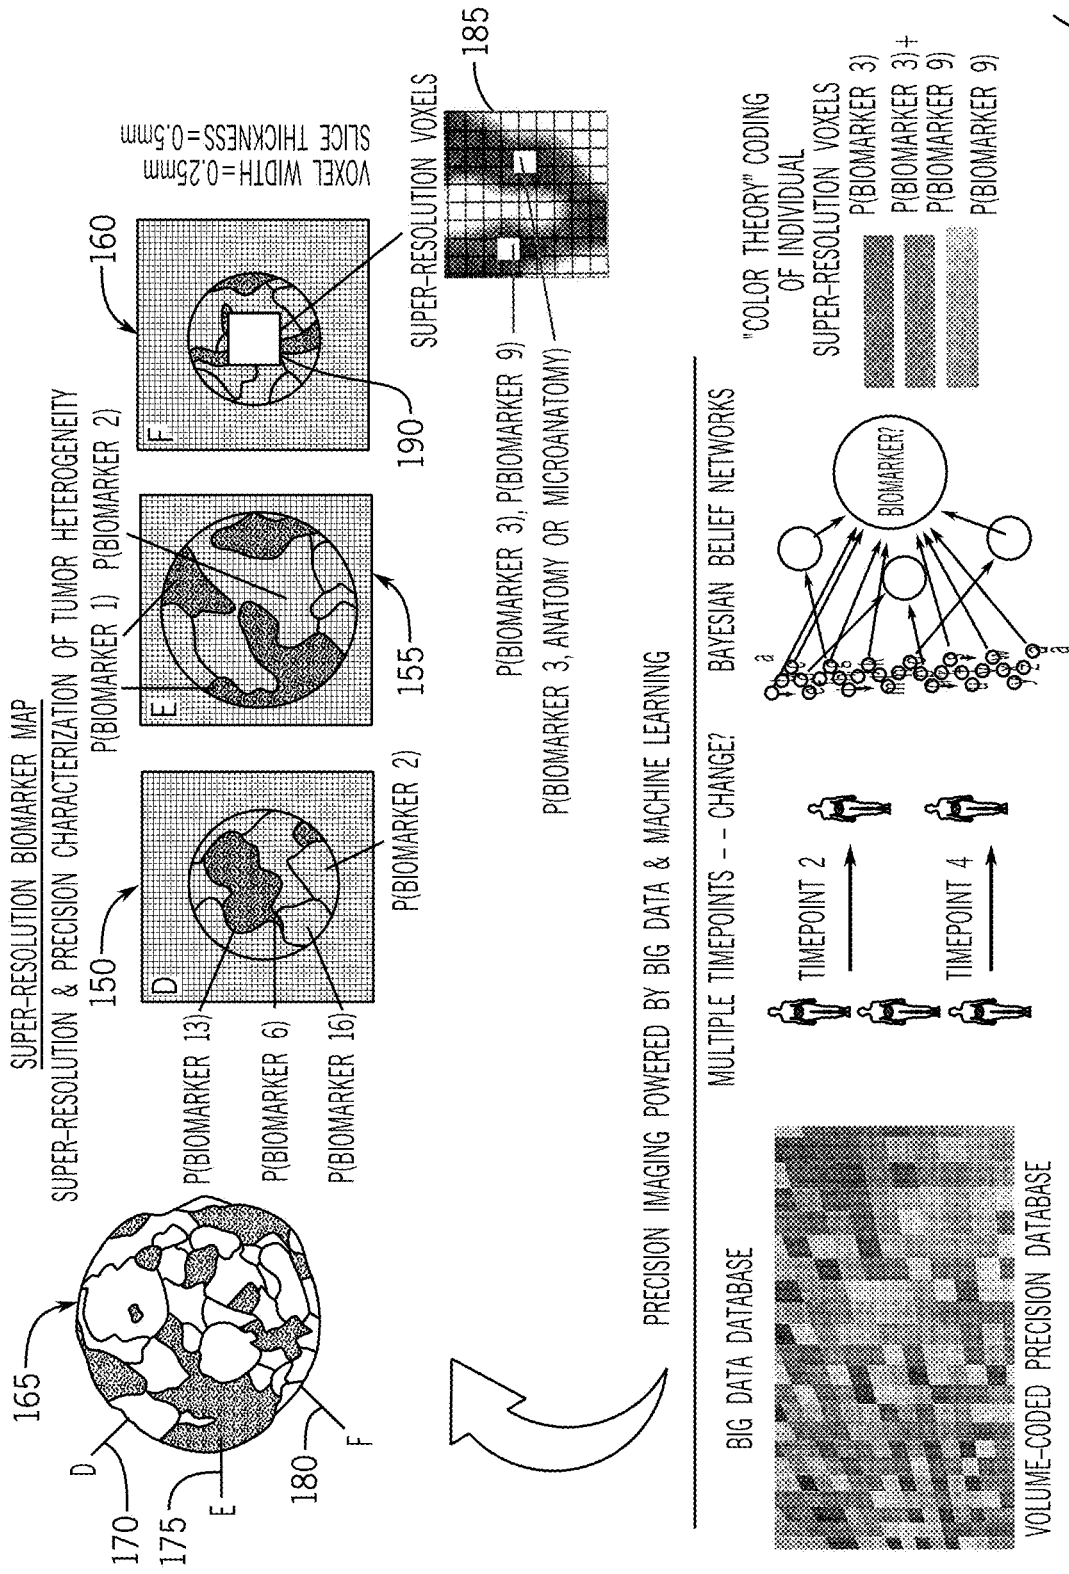 SUPER-RESOLUTION BIOMARKER MAP
SUPER-RESOLUTION & PRECISION CHARACTERIZATION OF TUMOR HETEROGENEITY
165
D
170
175
E
180
F
150
D
P(BIOMARKER 13)
P(BIOMARKER 6)
P(BIOMARKER 16)
P(BIOMARKER 2)
P(BIOMARKER 1)
P(BIOMARKER 2)
E
155
160
F
190
VOXEL WIDTH=0.25mm
SLICE THICKNESS=0.5mm
SUPER-RESOLUTION VOXELS
185
P(BIOMARKER 3), P(BIOMARKER 9)
P(BIOMARKER 3, ANATOMY OR MICROANATOMY)
PRECISION IMAGING POWERED BY BIG DATA & MACHINE LEARNING
BIG DATA DATABASE
VOLUME-CODED PRECISION DATABASE
MULTIPLE TIMEPOINTS -- CHANGE?
TIMEPOINT 2
TIMEPOINT 4
BAYESIAN BELIEF NETWORKS
BIOMARKER?
"COLOR THEORY" CODING
OF INDIVIDUAL
SUPER-RESOLUTION VOXELS
P(BIOMARKER 3)
P(BIOMARKER 3)+
P(BIOMARKER 9)
P(BIOMARKER 9)